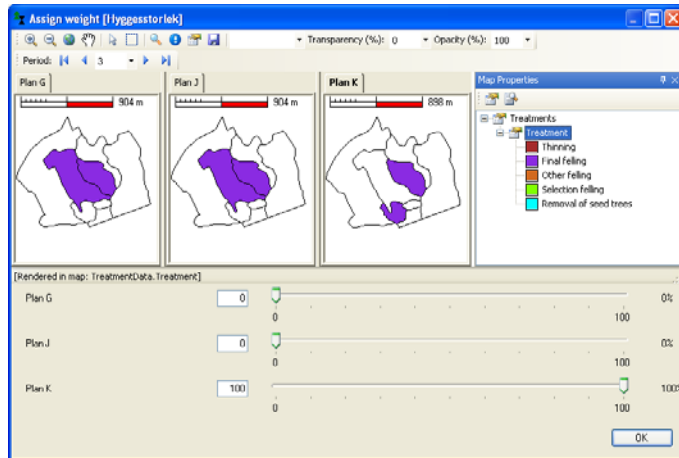 Assign weight [Hyggesstorlek]
Transparency (%): 0 Opacity (%): 100
Period: 3
Plan G Plan J Plan K Map Properties
904 m 904 m 898 m
Treatments
Treatment
Thinning
Final felling
Other felling
Selection felling
Removal of seed trees
[Rendered in map: TreatmentData.Treatment]
Plan G 0 0%
0 100
Plan J 0 0%
0 100
Plan K 100 100%
0 100
OK